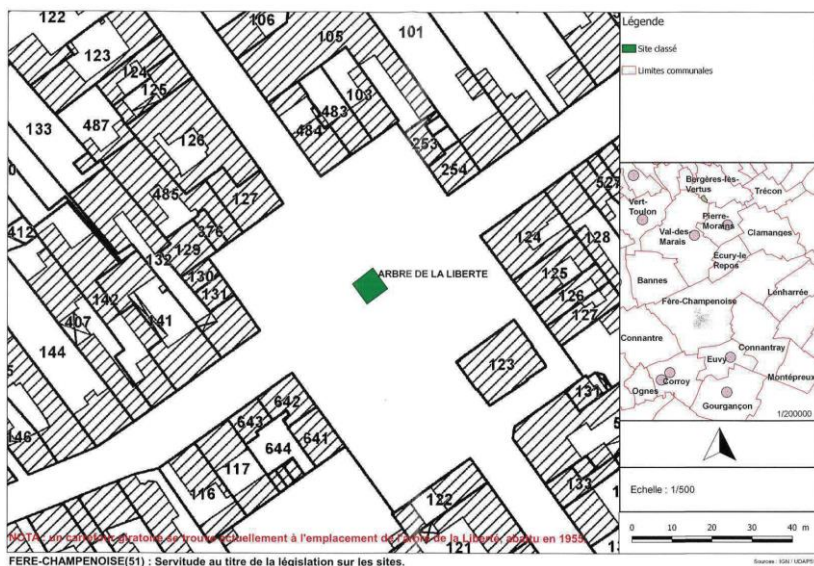 122
123
124
125
487
133
126
485
127
376
129
132
130
131
142
141
407
412
144
146
106
105
101
484
483
103
253
254
527
124
128
125
126
127
ARBRE DE LA LIBERTE
123
131
133
642
643
644
641
117
116
122
121
NOTA: un carrefour giratoire se trouve actuellement à l'emplacement de l'Arbre de la Liberté, abattu en 1955
FERE-CHAMPENOISE(51) : Servitude au titre de la législation sur les sites.
Légende
Site classé
Limites communales
Bergères-lès-
Vertus
Trécon
Vert-
Toulon
Pierre-
Morains
Val-des-
Marais
Clamanges
Écury-le
Repos
Bannes
Lenharrée
Fère-Champenoise
Connantre
Connantray
Euvy
Montépreux
Ognes
Corroy
Gourgançon
1/200000
Echelle : 1/500
0 10 20 30 40 m